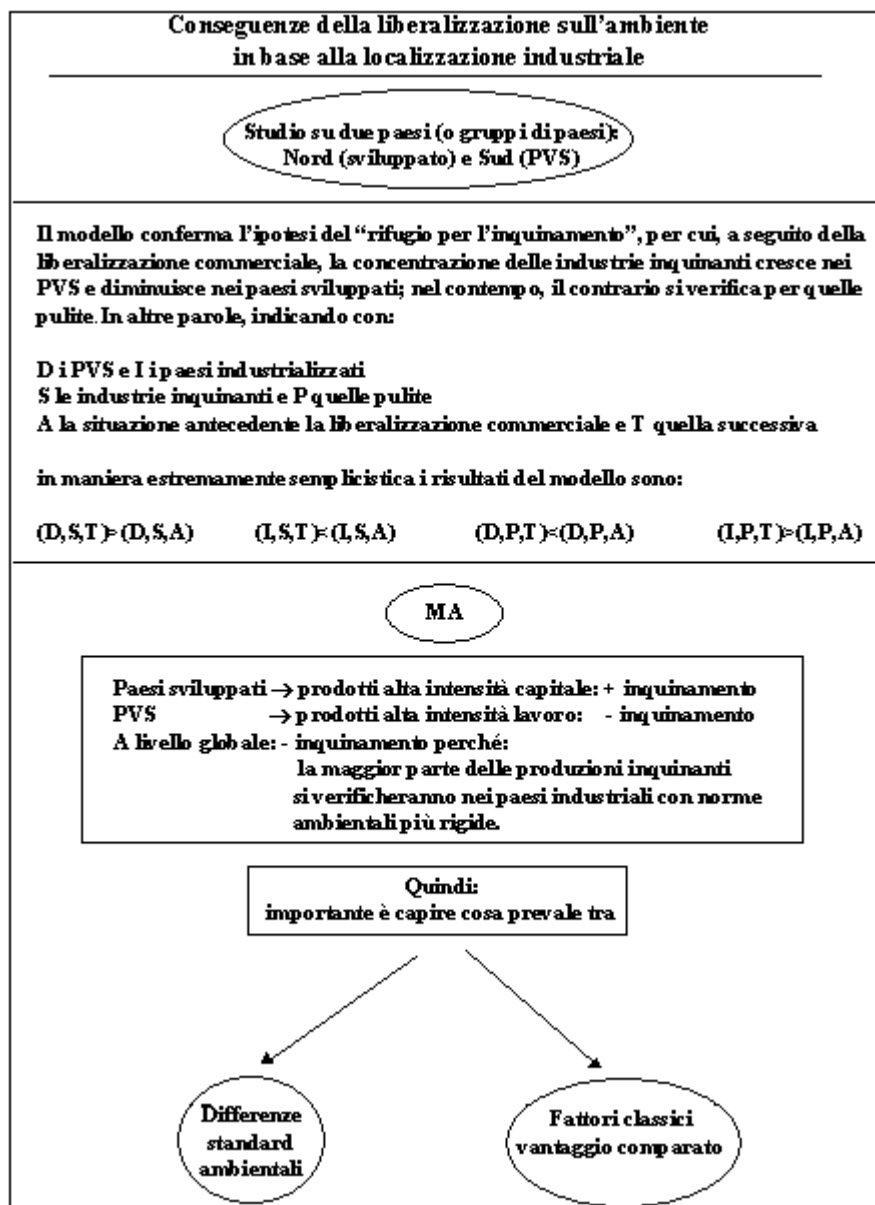 Conseguenze della liberalizzazione sull'ambiente
in base alla localizzazione industriale
Studio su due paesi (o gruppi di paesi):
Nord (sviluppato) e Sud (PVS)
Il modello conferma l'ipotesi del “rifugio per l'inquinamento”, per cui, a seguito della
liberalizzazione commerciale, la concentrazione delle industrie inquinanti cresce nei
PVS e diminuisce nei paesi sviluppati; nel contempo, il contrario si verifica per quelle
pulite. In altre parole, indicando con:
D i PVS e I i paesi industrializzati
S le industrie inquinanti e P quelle pulite
A la situazione antecedente la liberalizzazione commerciale e T quella successiva
in maniera estremamente semplicistica i risultati del modello sono:
(D,S,T)>(D,S,A) (I,S,T)<(I,S,A) (D,P,T)<(D,P,A) (I,P,T)>(I,P,A)
MA
Paesi sviluppati → prodotti alta intensità capitale: + inquinamento
PVS → prodotti alta intensità lavoro: - inquinamento
A livello globale: - inquinamento perché:
la maggior parte delle produzioni inquinanti
si verificheranno nei paesi industriali con norme
ambientali più rigide.
Quindi:
importante è capire cosa prevale tra
Differenze
standard
ambientali
Fattori classici
vantaggio comparato